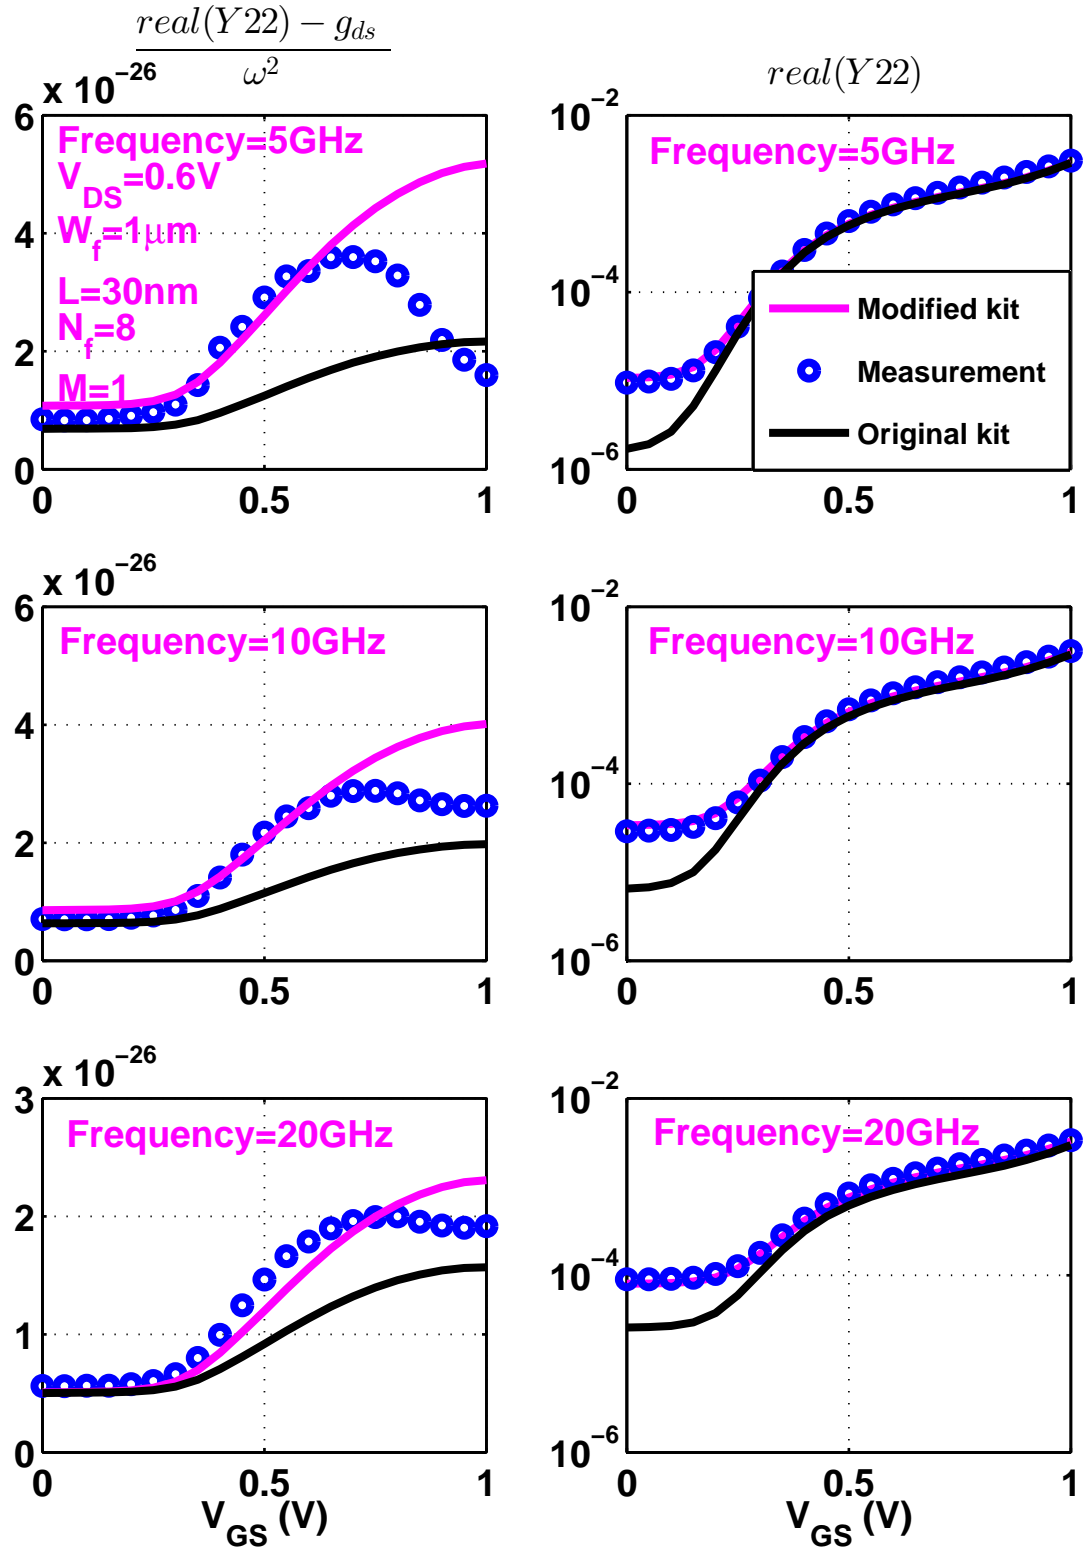 real(Y22) − g_ds
ω^2
real(Y22)
x 10^−26
6
4
2
0
0
0.5
1
Frequency=5GHz
V_DS=0.6V
W_f=1μm
L=30nm
N_f=8
M=1
10^−2
10^−4
10^−6
0
0.5
1
Frequency=5GHz
Modified kit
Measurement
Original kit
x 10^−26
6
4
2
0
0
0.5
1
Frequency=10GHz
10^−2
10^−4
10^−6
0
0.5
1
Frequency=10GHz
x 10^−26
3
2
1
0
0
0.5
1
Frequency=20GHz
V_GS (V)
10^−2
10^−4
10^−6
0
0.5
1
Frequency=20GHz
V_GS (V)